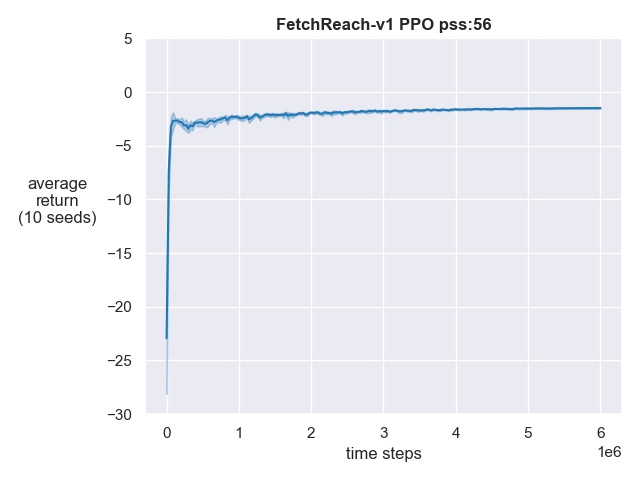 FetchReach-v1 PPO pss:56
5
0
−5
−10
−15
−20
−25
−30
average
return
(10 seeds)
0 1 2 3 4 5 6
1e6
time steps